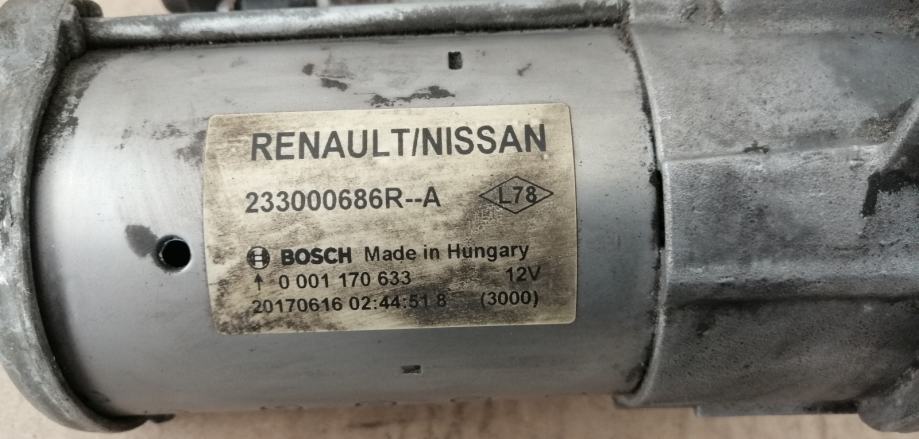 RENAULT/NISSAN
233000686R--A L78
BOSCH Made in Hungary
↑ 0 001 170 633 12V
20170616 02:44:51 8 (3000)